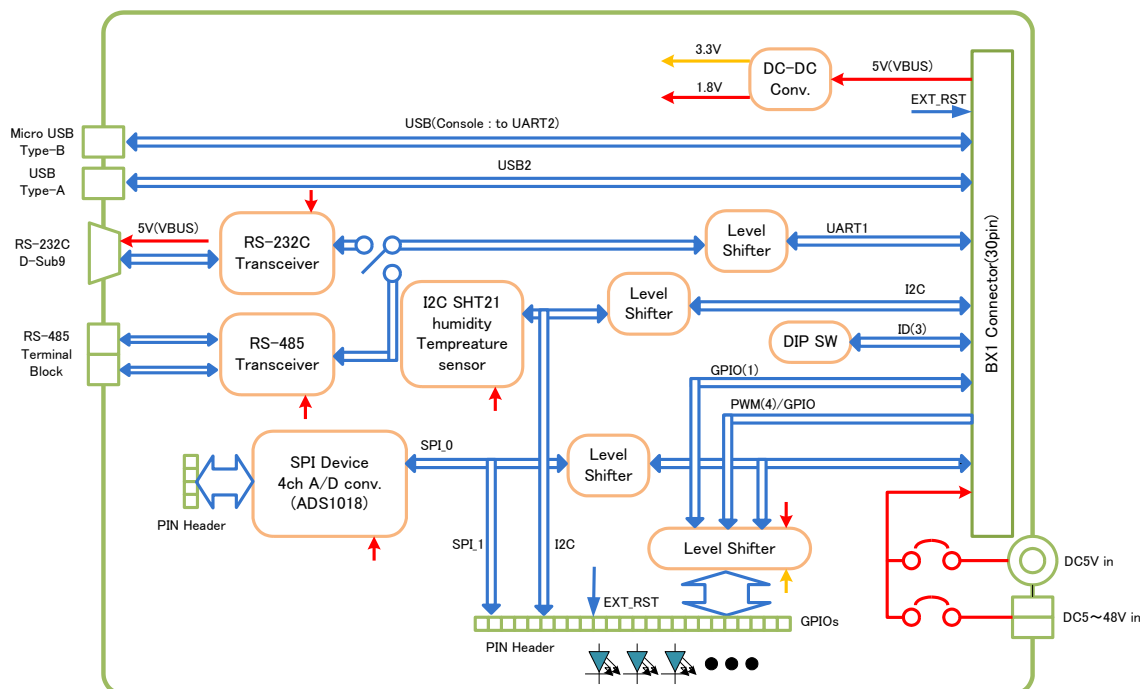 3.3V
DC-DC
Conv.
5V(VBUS)
1.8V
EXT_RST
Micro USB
Type-B
USB(Console : to UART2)
USB
Type-A
USB2
BX1 Connector(30pin)
5V(VBUS)
RS-232C
D-Sub9
RS-232C
Transceiver
Level
Shifter
UART1
I2C SHT21
humidity
Tempreature
sensor
Level
Shifter
I2C
RS-485
Terminal
Block
RS-485
Transceiver
DIP SW
ID(3)
GPIO(1)
PWM(4)/GPIO
SPI Device
4ch A/D conv.
(ADS1018)
SPI_0
Level
Shifter
PIN Header
SPI_1
I2C
Level Shifter
DC5V in
EXT_RST
GPIOs
DC5～48V in
PIN Header